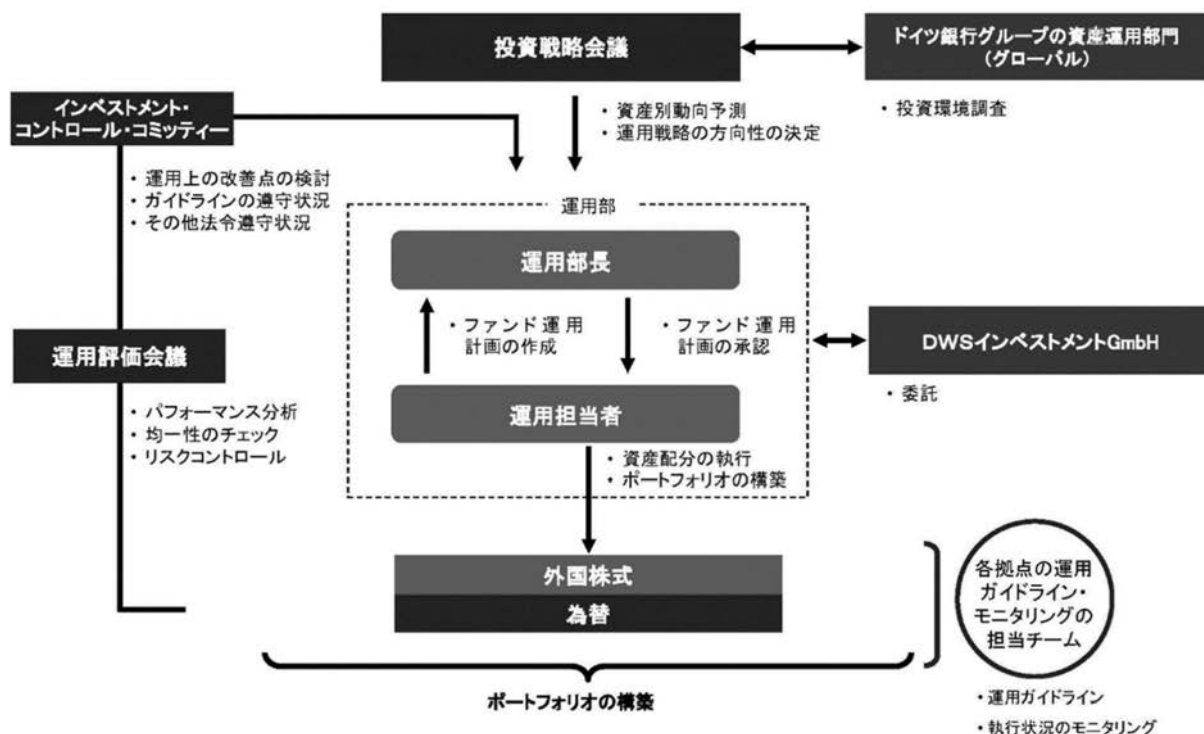 投資戦略会議
ドイツ銀行グループの資産運用部門
(グローバル)
・投資環境調査
・資産別動向予測
・運用戦略の方向性の決定
インベストメント・
コントロール・コミッティー
・運用上の改善点の検討
・ガイドラインの遵守状況
・その他法令遵守状況
運用部
運用部長
・ファンド運用
計画の作成
・ファンド運用
計画の承認
DWSインベストメントGmbH
・委託
運用評価会議
・パフォーマンス分析
・均一性のチェック
・リスクコントロール
運用担当者
・資産配分の執行
・ポートフォリオの構築
外国株式
為替
各拠点の運用
ガイドライン・
モニタリングの
担当チーム
・運用ガイドライン
・執行状況のモニタリング
ポートフォリオの構築